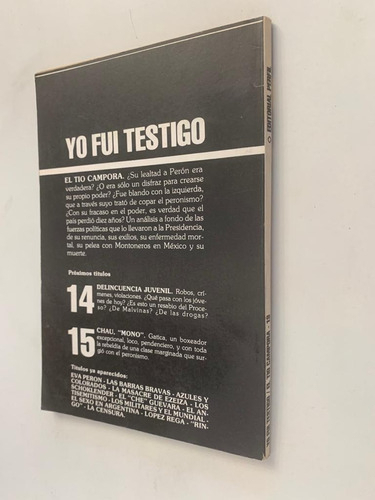 YO FUI TESTIGO
EL TIO CAMPORA. ¿Su lealtad a Perón era
verdadera? ¿O era sólo un disfraz para crearse
su propio poder? ¿Fue blando con la izquierda,
que a través suyo trató de copar el peronismo?
¿Con su fracaso en el poder, es verdad que el
país perdió diez años? Un análisis a fondo de las
fuerzas políticas que lo llevaron a la Presidencia,
de su renuncia, sus exilios, su enfermedad mor-
tal, su pelea con Montoneros en México y su
muerte.
Próximos títulos
14 DELINCUENCIA JUVENIL. Robos, crí-
menes, violaciones. ¿Qué pasa con los jóve-
nes de hoy? ¿Es esto un resabio del Proce-
so? ¿De Malvinas? ¿De las drogas?
15 CHAU, "MONO". Gatica, un boxeador
excepcional, loco, pendenciero, y con toda
la rebeldía de una clase marginada que sur-
gió con el peronismo.
Títulos ya aparecidos:
EVA PERON - LAS BARRAS BRAVAS - AZULES Y
COLORADOS - LA MASACRE DE EZEIZA - LOS
SCHOKLENDER - EL "CHE" GUEVARA - EL AN-
TISEMITISMO - LOS MILITARES Y EL MUNDIAL -
EL SEXO EN ARGENTINA - LOPEZ REGA - "RIN-
GO" - LA CENSURA.
EDITORIAL PERFIL